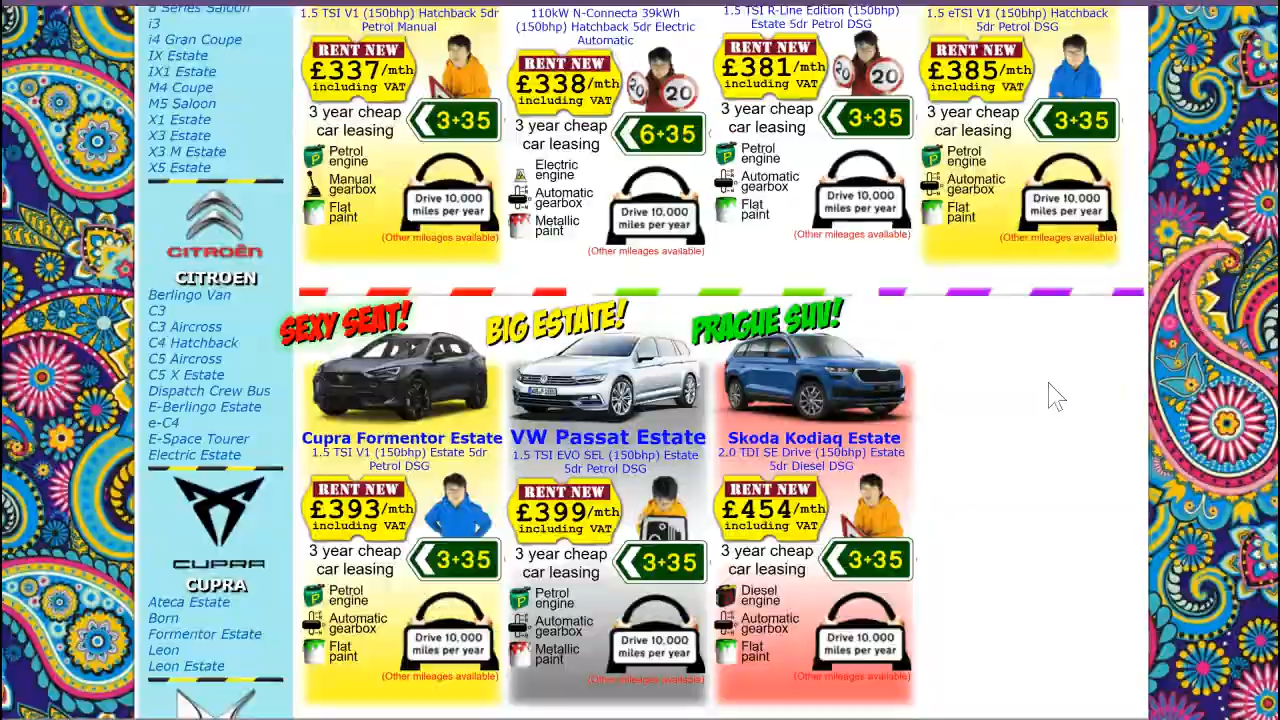 8 Series Saloon
i3
i4 Gran Coupe
IX Estate
IX1 Estate
M4 Coupe
M5 Saloon
X1 Estate
X3 Estate
X3 M Estate
X5 Estate
CITROËN
CITROEN
Berlingo Van
C3
C3 Aircross
C4 Hatchback
C5 Aircross
C5 X Estate
Dispatch Crew Bus
E-Berlingo Estate
e-C4
E-Space Tourer
Electric Estate
CUPRA
CUPRA
Ateca Estate
Born
Formentor Estate
Leon
Leon Estate
1.5 TSI V1 (150bhp) Hatchback 5dr
Petrol Manual
RENT NEW
£337/mth
including VAT
3 year cheap
car leasing
3+35
Petrol
engine
Manual
gearbox
Flat
paint
Drive 10,000
miles per year
(Other mileages available)
110kW N-Connecta 39kWh
(150bhp) Hatchback 5dr Electric
Automatic
RENT NEW
£338/mth
including VAT
20
20
3 year cheap
car leasing
6+35
Electric
engine
Automatic
gearbox
Metallic
paint
Drive 10,000
miles per year
(Other mileages available)
1.5 TSI R-Line Edition (150bhp)
Estate 5dr Petrol DSG
RENT NEW
£381/mth
including VAT
20
20
3 year cheap
car leasing
3+35
Petrol
engine
Automatic
gearbox
Flat
paint
Drive 10,000
miles per year
(Other mileages available)
1.5 eTSI V1 (150bhp) Hatchback
5dr Petrol DSG
RENT NEW
£385/mth
including VAT
3 year cheap
car leasing
3+35
Petrol
engine
Automatic
gearbox
Flat
paint
Drive 10,000
miles per year
(Other mileages available)
SEXY SEAT!
Cupra Formentor Estate
1.5 TSI V1 (150bhp) Estate 5dr
Petrol DSG
RENT NEW
£393/mth
including VAT
3 year cheap
car leasing
3+35
Petrol
engine
Automatic
gearbox
Flat
paint
Drive 10,000
miles per year
(Other mileages available)
BIG ESTATE!
VW Passat Estate
1.5 TSI EVO SEL (150bhp) Estate
5dr Petrol DSG
RENT NEW
£399/mth
including VAT
3 year cheap
car leasing
3+35
Petrol
engine
Automatic
gearbox
Metallic
paint
Drive 10,000
miles per year
(Other mileages available)
PRAGUE SUV!
Skoda Kodiaq Estate
2.0 TDI SE Drive (150bhp) Estate
5dr Diesel DSG
RENT NEW
£454/mth
including VAT
3 year cheap
car leasing
3+35
Diesel
engine
Automatic
gearbox
Flat
paint
Drive 10,000
miles per year
(Other mileages available)